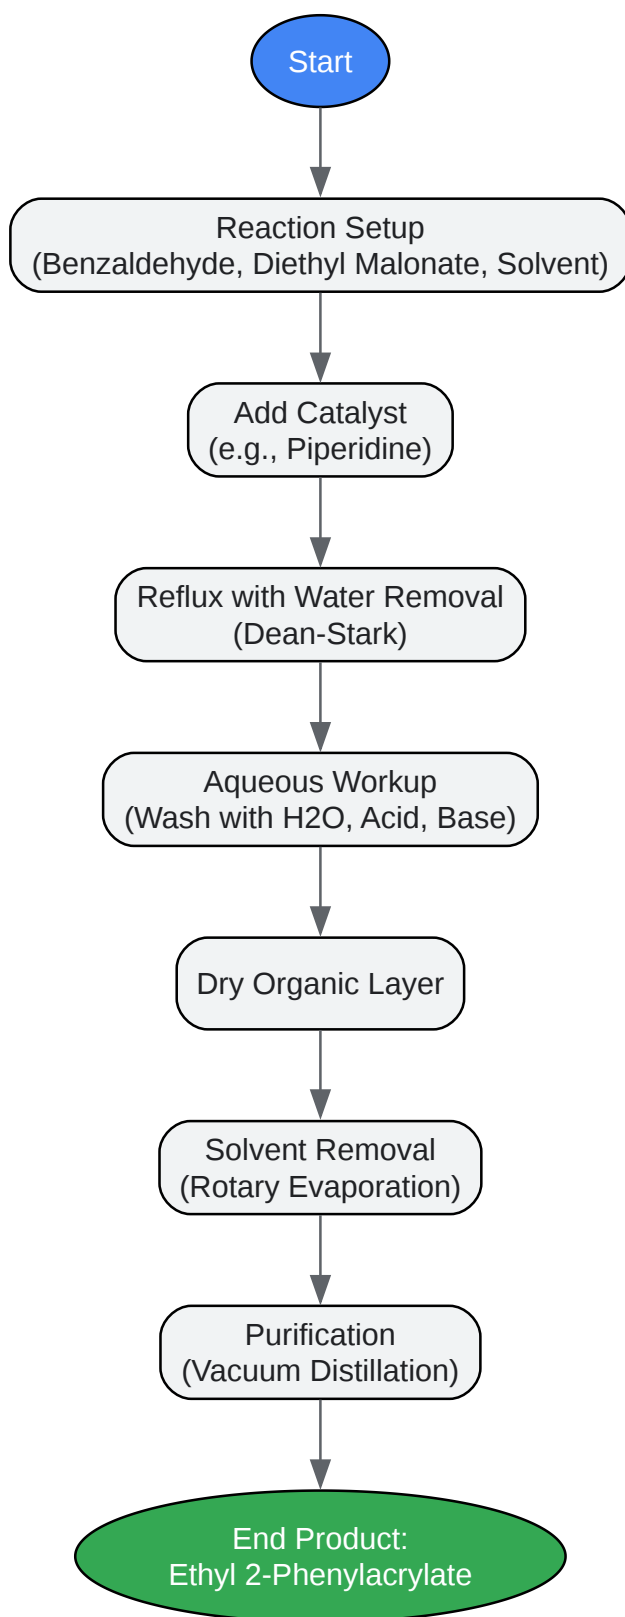 Start
Reaction Setup
(Benzaldehyde, Diethyl Malonate, Solvent)
Add Catalyst
(e.g., Piperidine)
Reflux with Water Removal
(Dean-Stark)
Aqueous Workup
(Wash with H2O, Acid, Base)
Dry Organic Layer
Solvent Removal
(Rotary Evaporation)
Purification
(Vacuum Distillation)
End Product:
Ethyl 2-Phenylacrylate